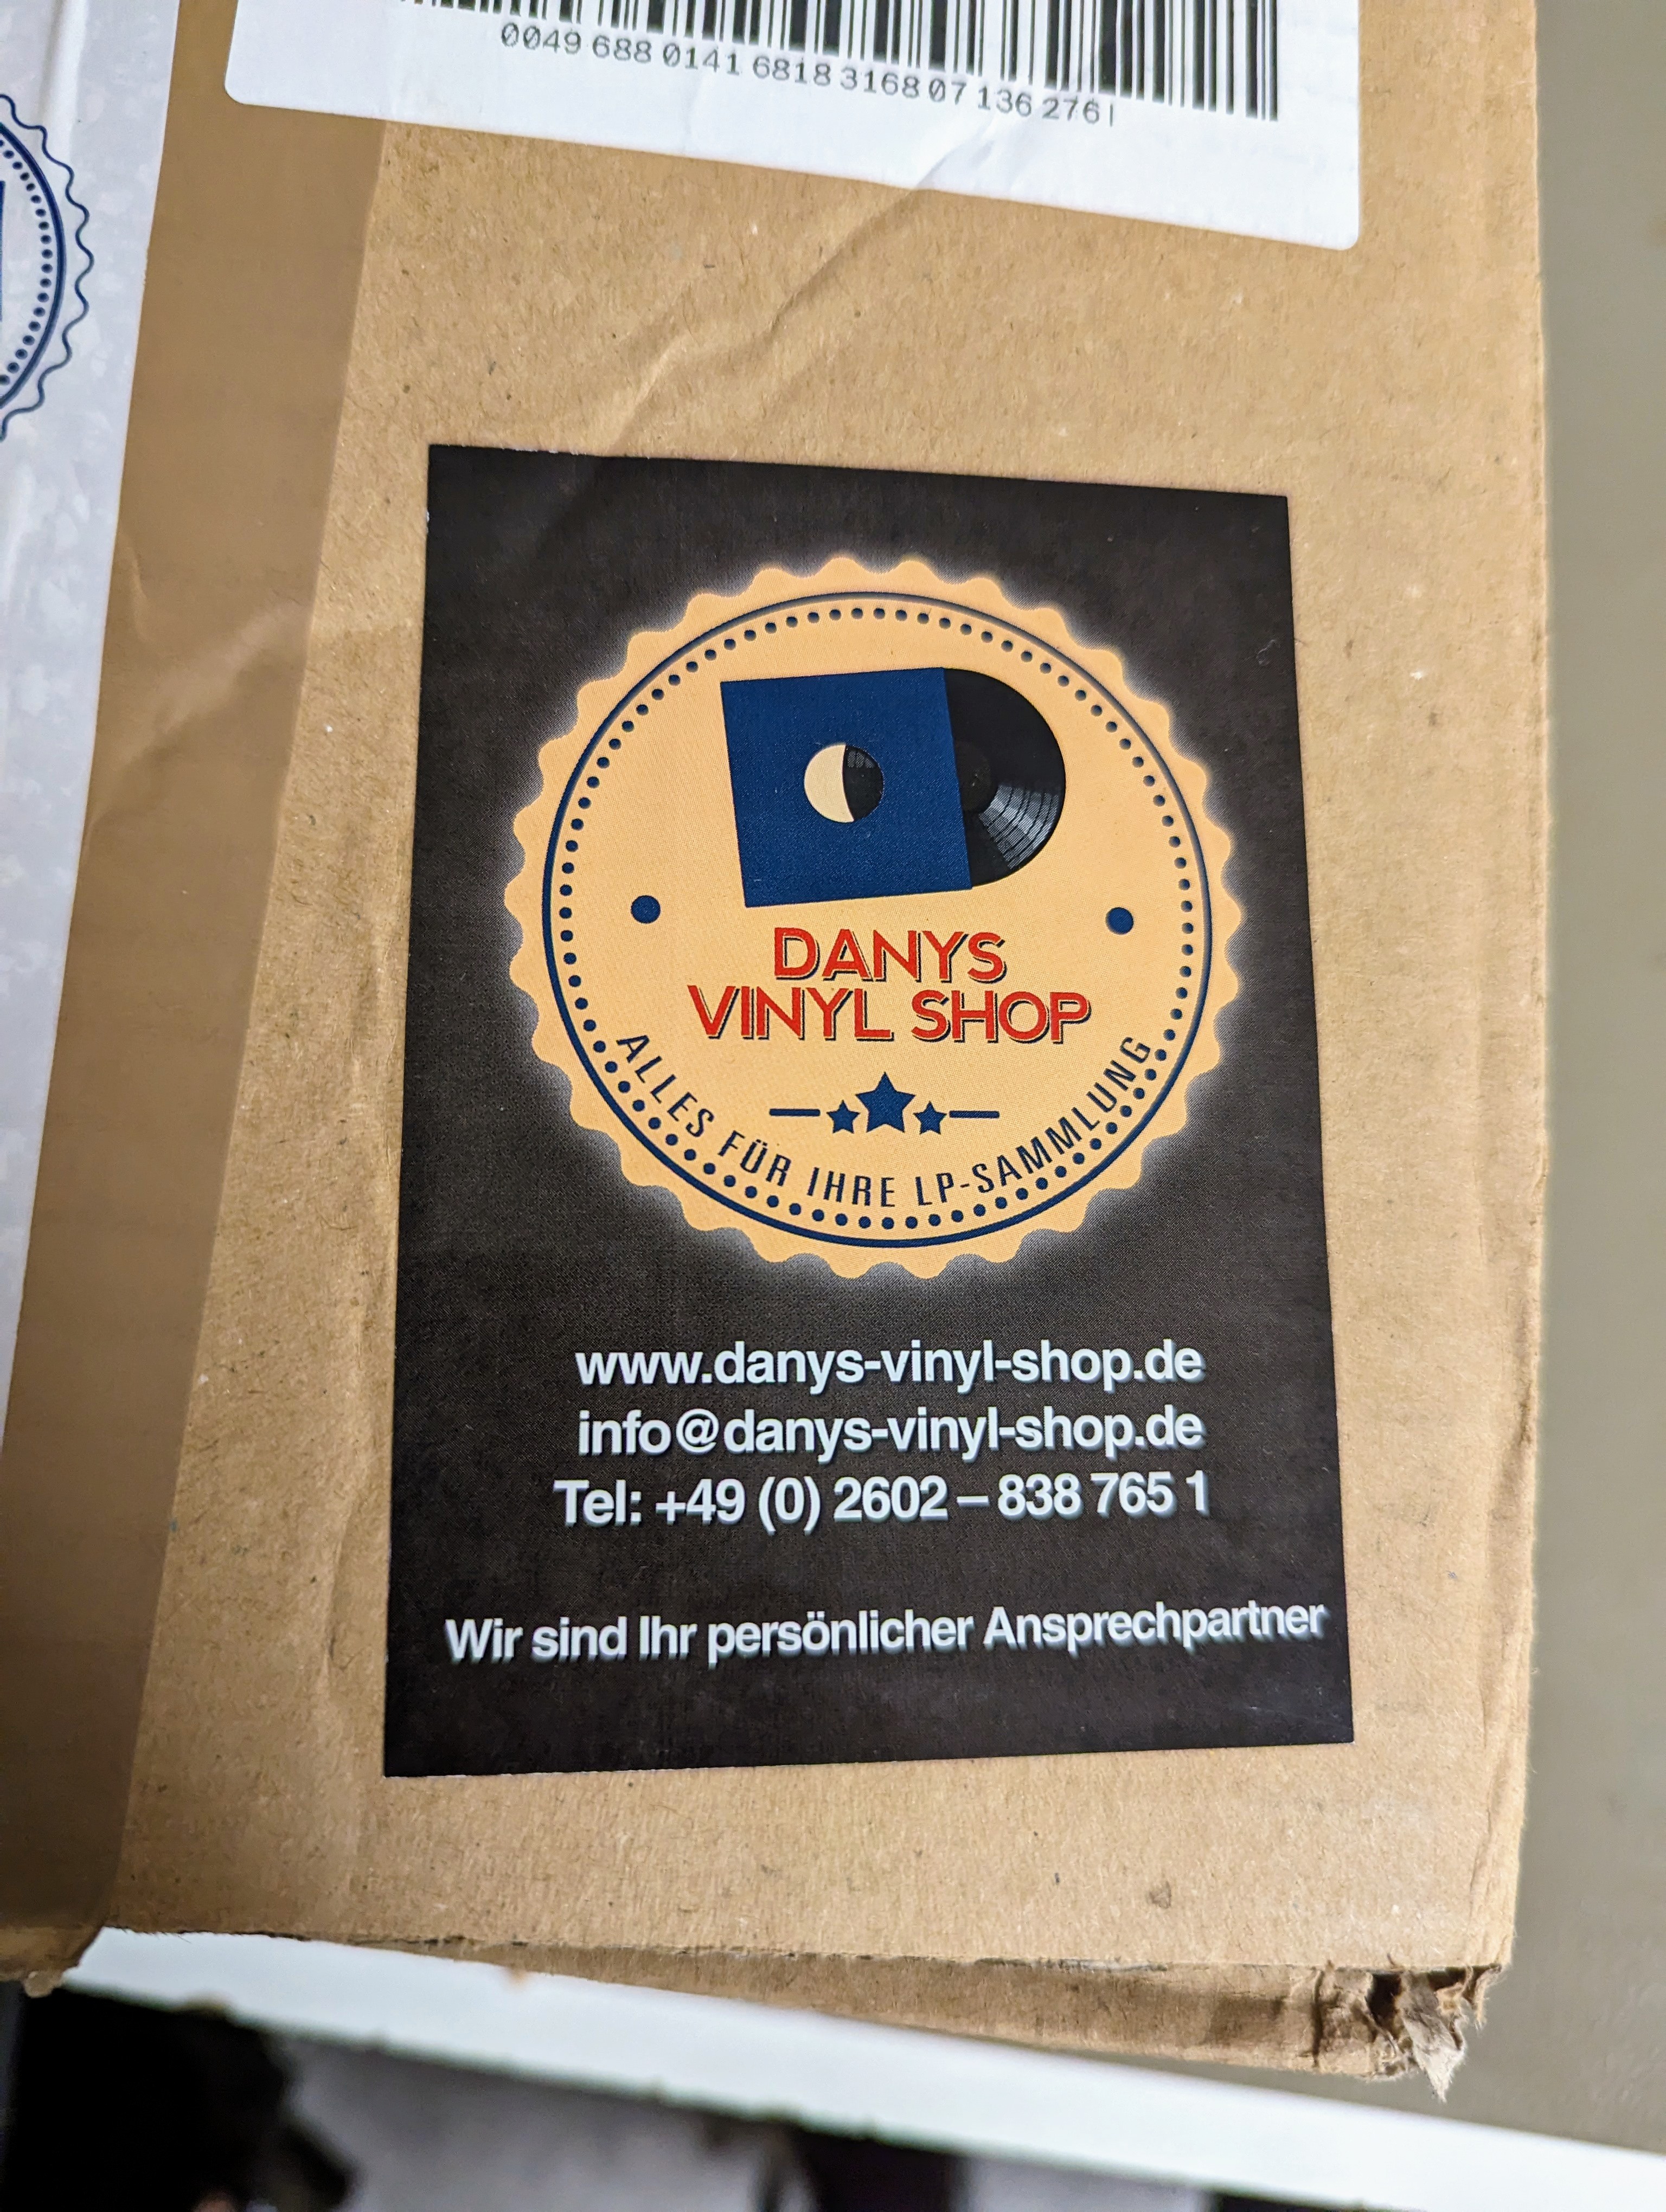 0049 688 0141 6818 3168 07 136 276|
DANYS
VINYL SHOP
ALLES FÜR IHRE LP-SAMMLUNG
www.danys-vinyl-shop.de
info@danys-vinyl-shop.de
Tel: +49 (0) 2602 – 838 765 1
Wir sind Ihr persönlicher Ansprechpartner